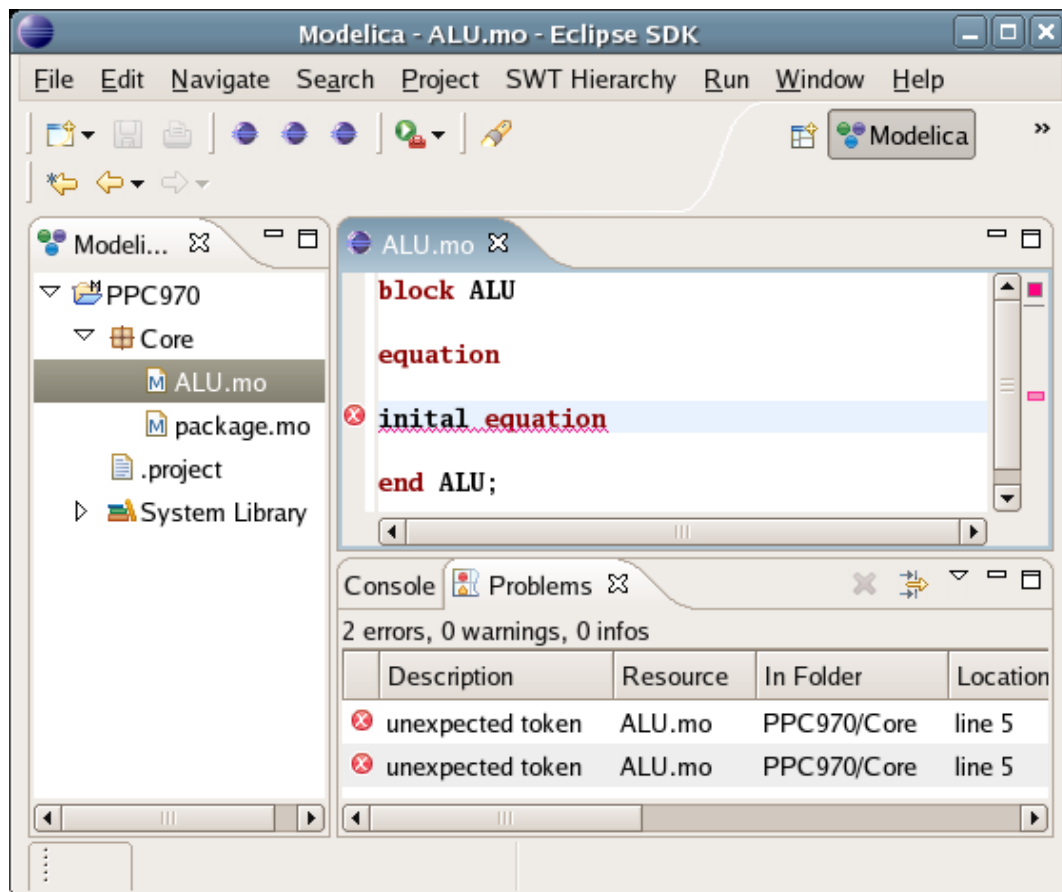 Modelica - ALU.mo - Eclipse SDK
File Edit Navigate Search Project SWT Hierarchy Run Window Help
Modelica »
Modeli...
PPC970
Core
ALU.mo
package.mo
.project
System Library
ALU.mo
block ALU
equation
inital equation
end ALU;
Console Problems
2 errors, 0 warnings, 0 infos
Description Resource In Folder Location
unexpected token ALU.mo PPC970/Core line 5
unexpected token ALU.mo PPC970/Core line 5